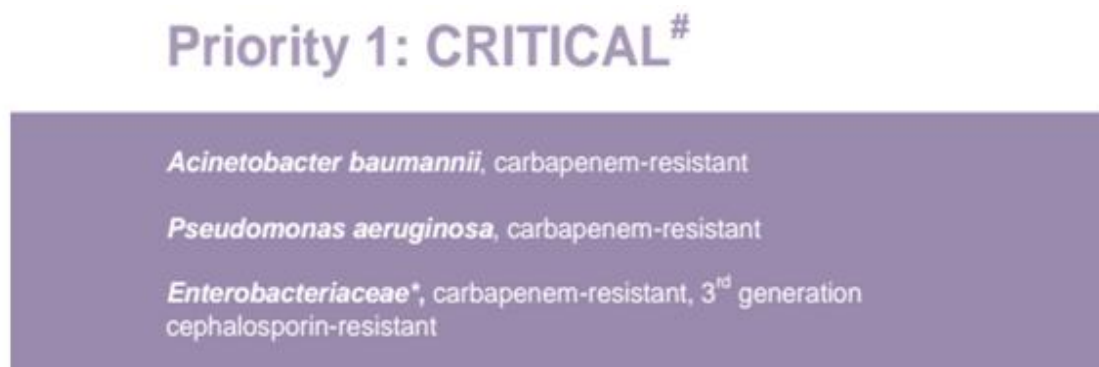 Priority 1: CRITICAL#
Acinetobacter baumannii, carbapenem-resistant
Pseudomonas aeruginosa, carbapenem-resistant
Enterobacteriaceae*, carbapenem-resistant, 3rd generation
cephalosporin-resistant